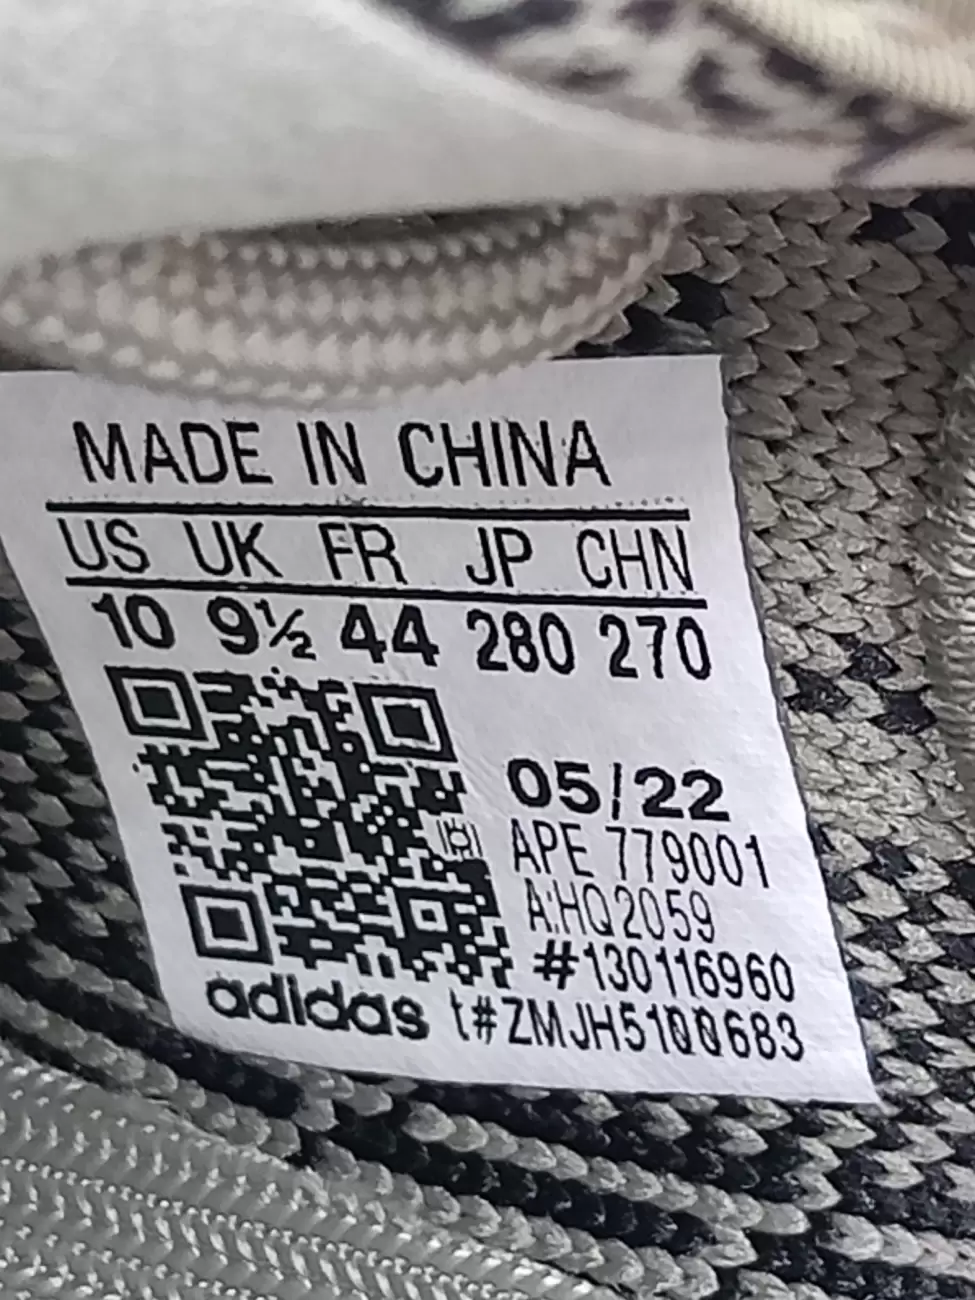 MADE IN CHINA
US UK FR JP CHN
10 9½ 44 280 270
05/22
APE 779001
A:HQ2059
#130116960
adidas t#ZMJH5100683